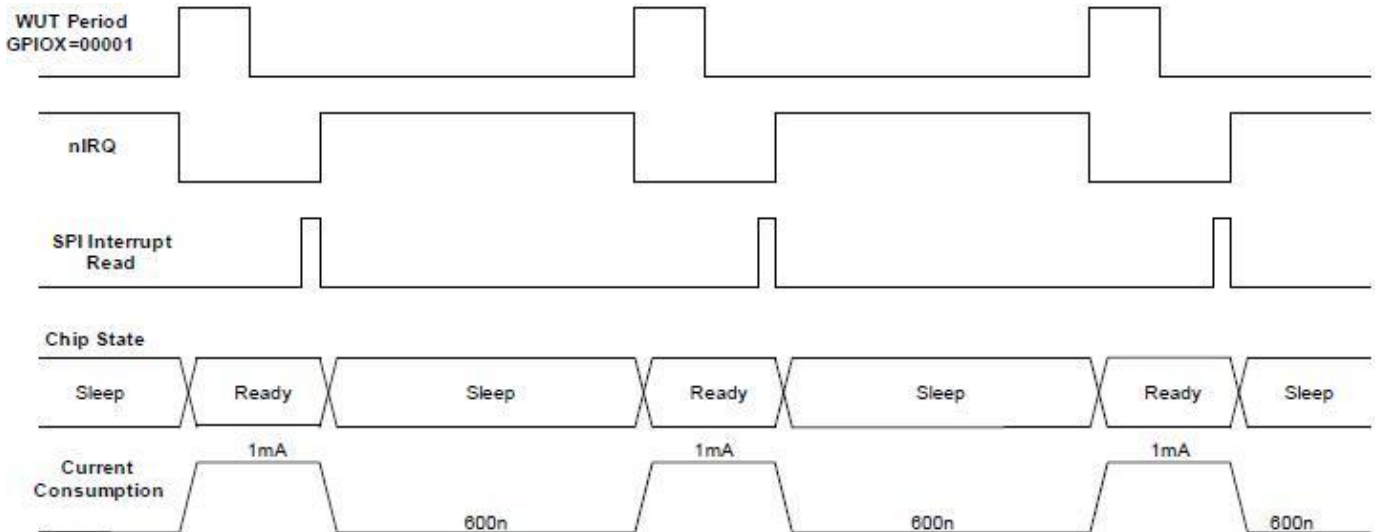 WUT Period
GPIOX=00001
nIRQ
SPI Interrupt
Read
Chip State
Sleep Ready Sleep Ready Sleep Ready Sleep
1mA 1mA 1mA
Current
Consumption
600n 600n 600n